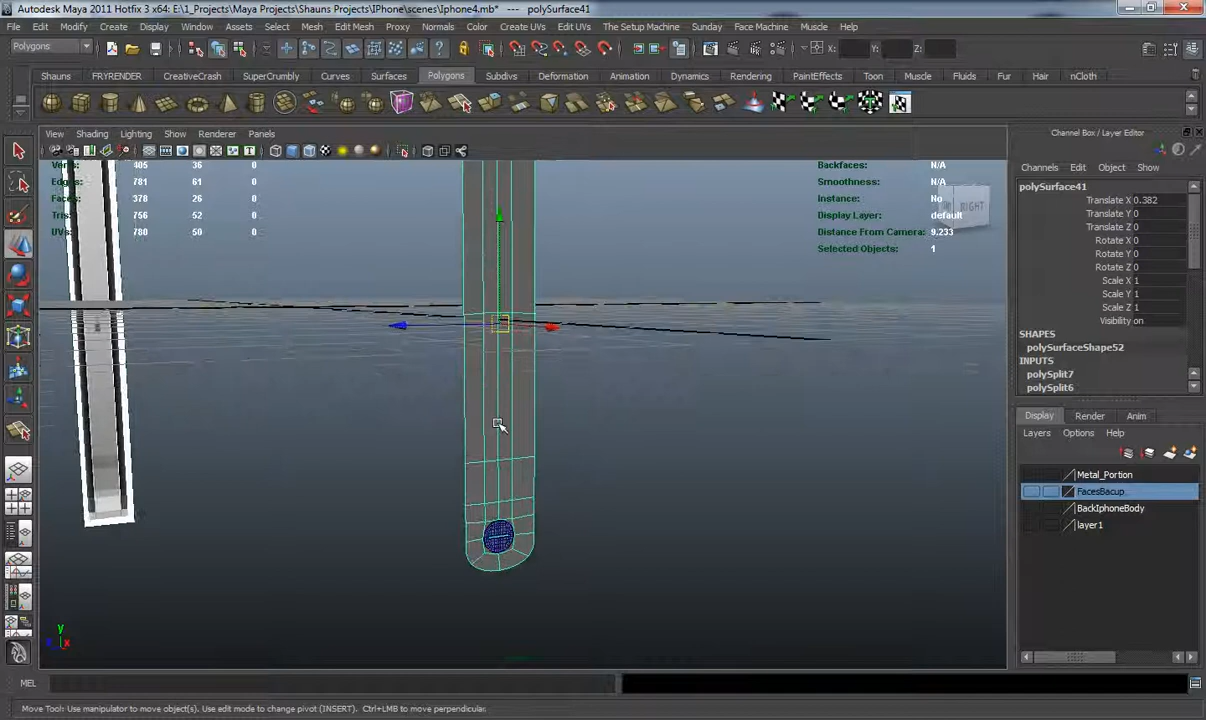 Autodesk Maya 2011 Hotfix 3 x64: E:\1_Projects\Maya Projects\Shauns Projects\IPhone\scenes\Iphone4.mb* --- polySurface41
File Edit Modify Create Display Window Assets Select Mesh Edit Mesh Proxy Normals Color Create UVs Edit UVs The Setup Machine Subdue Face Machine Muscle Help
Polygons X: Y: Z:
Shauns FRYRENDER CreativeCrash SuperCrumbly Curves Surfaces Polygons Subdivs Deformation Animation Dynamics Rendering PaintEffects Toon Muscle Fluids Fur Hair nCloth
View Shading Lighting Show Renderer Panels
Verts: 405 36 0
Edges: 781 61 0
Faces: 378 26 0
Tris: 756 52 0
UVs: 780 50 0
Backfaces: N/A
Smoothness: N/A
Instance: No
Display Layer: default
Distance From Camera: 9.233
Selected Objects: 1
RIGHT
y
x
Channel Box / Layer Editor
Channels Edit Object Show
polySurface41
Translate X 0.382
Translate Y 0
Translate Z 0
Rotate X 0
Rotate Y 0
Rotate Z 0
Scale X 1
Scale Y 1
Scale Z 1
Visibility on
SHAPES
polySurfaceShape52
INPUTS
polySplit7
polySplit6
Display Render Anim
Layers Options Help
Metal_Portion
FacesBacup
BackIphoneBody
layer1
MEL
Move Tool: Use manipulator to move object(s). Use edit mode to change pivot (INSERT). Ctrl+LMB to move perpendicular.